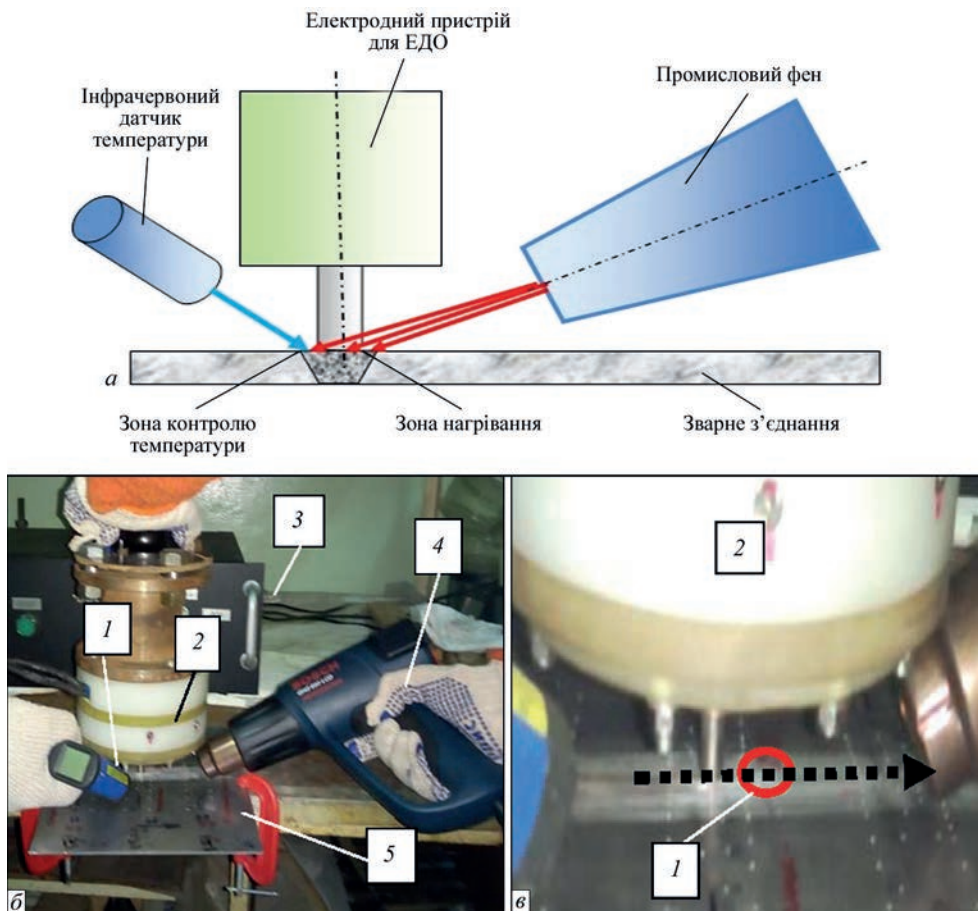 Електродний пристрій
для ЕДО
Промисловий фен
Інфрачервоний
датчик
температури
а
Зона контролю
температури
Зона нагрівання
Зварне з’єднання
3
4
2
1
2
BOSCH
5
1
б
в